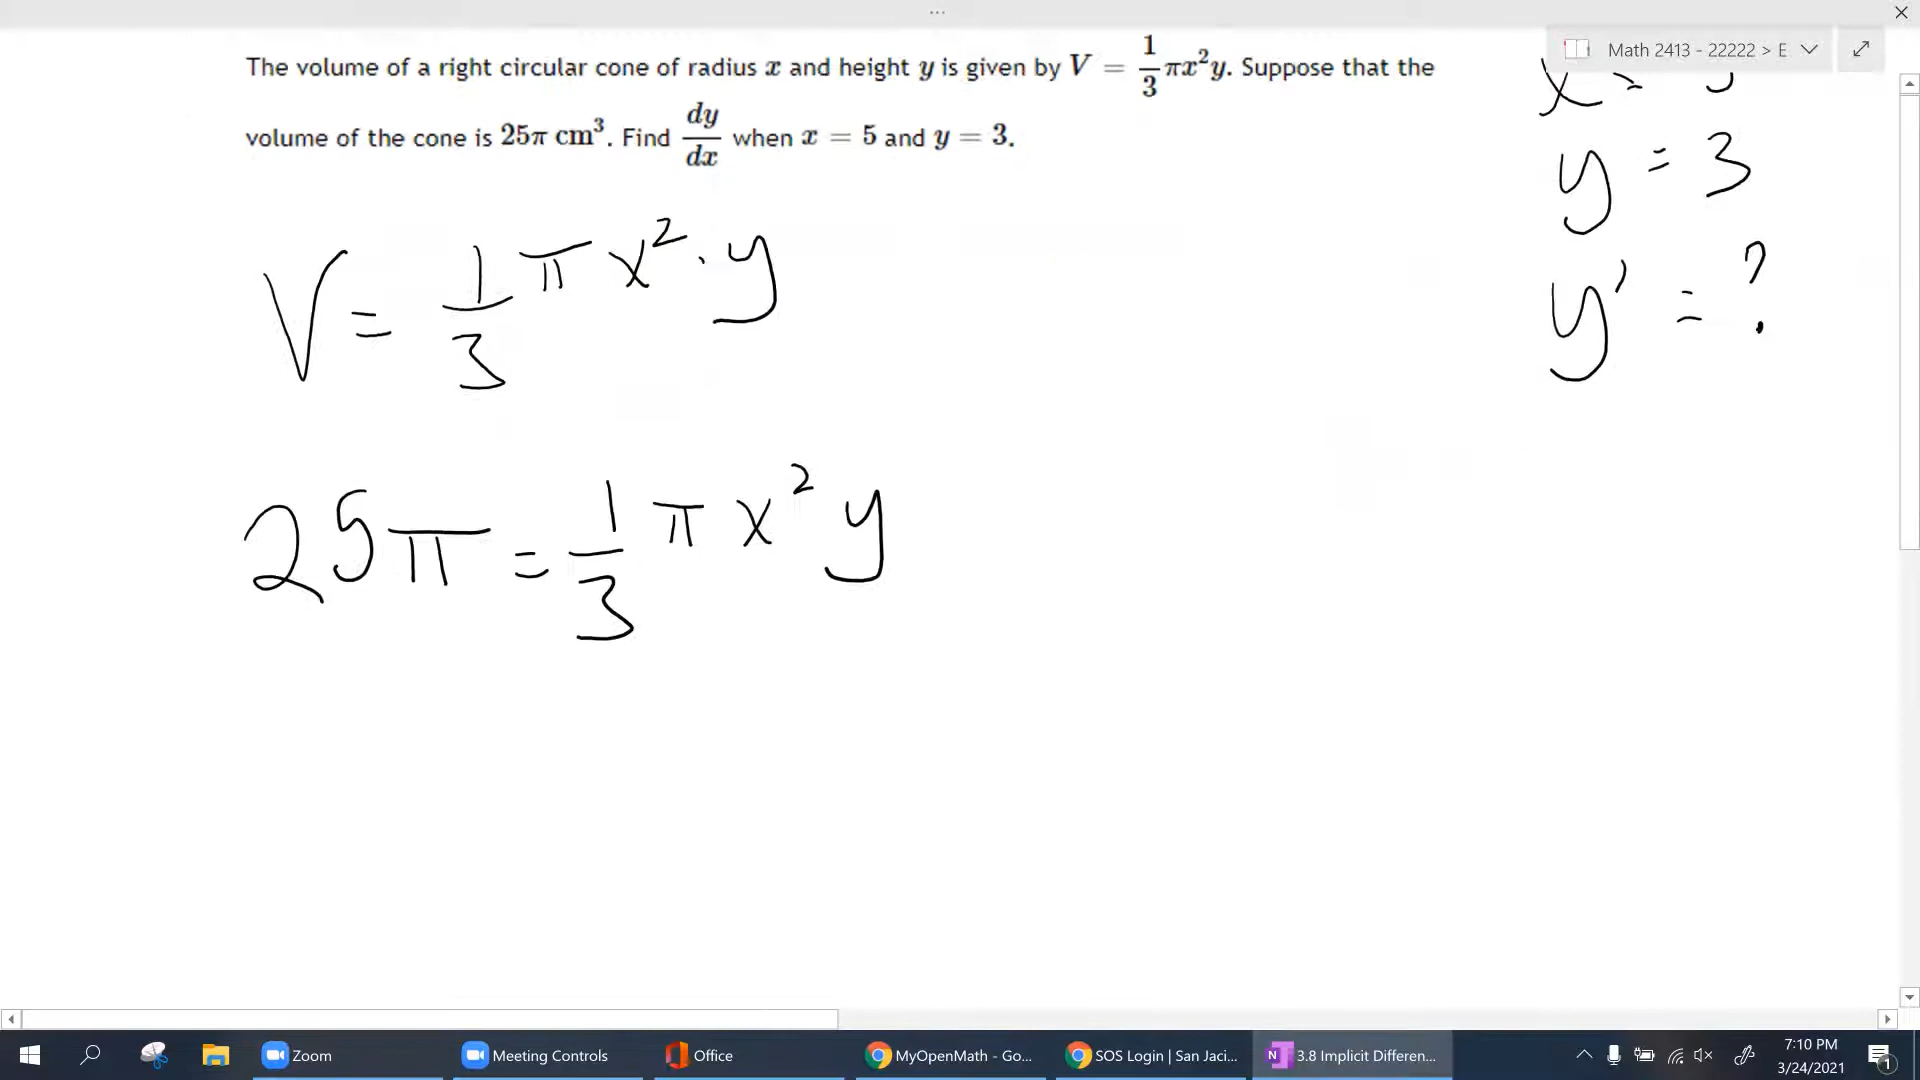 Math 2413 - 22222 > E
The volume of a right circular cone of radius x and height y is given by V = 1/3 πx²y. Suppose that the
volume of the cone is 25π cm³. Find dy/dx when x = 5 and y = 3.
y = 3
y' = ?
V = 1/3 π x² · y
25π = 1/3 π x² y
Zoom
Meeting Controls
Office
MyOpenMath - Go...
SOS Login | San Jaci...
3.8 Implicit Differen...
7:10 PM
3/24/2021
1